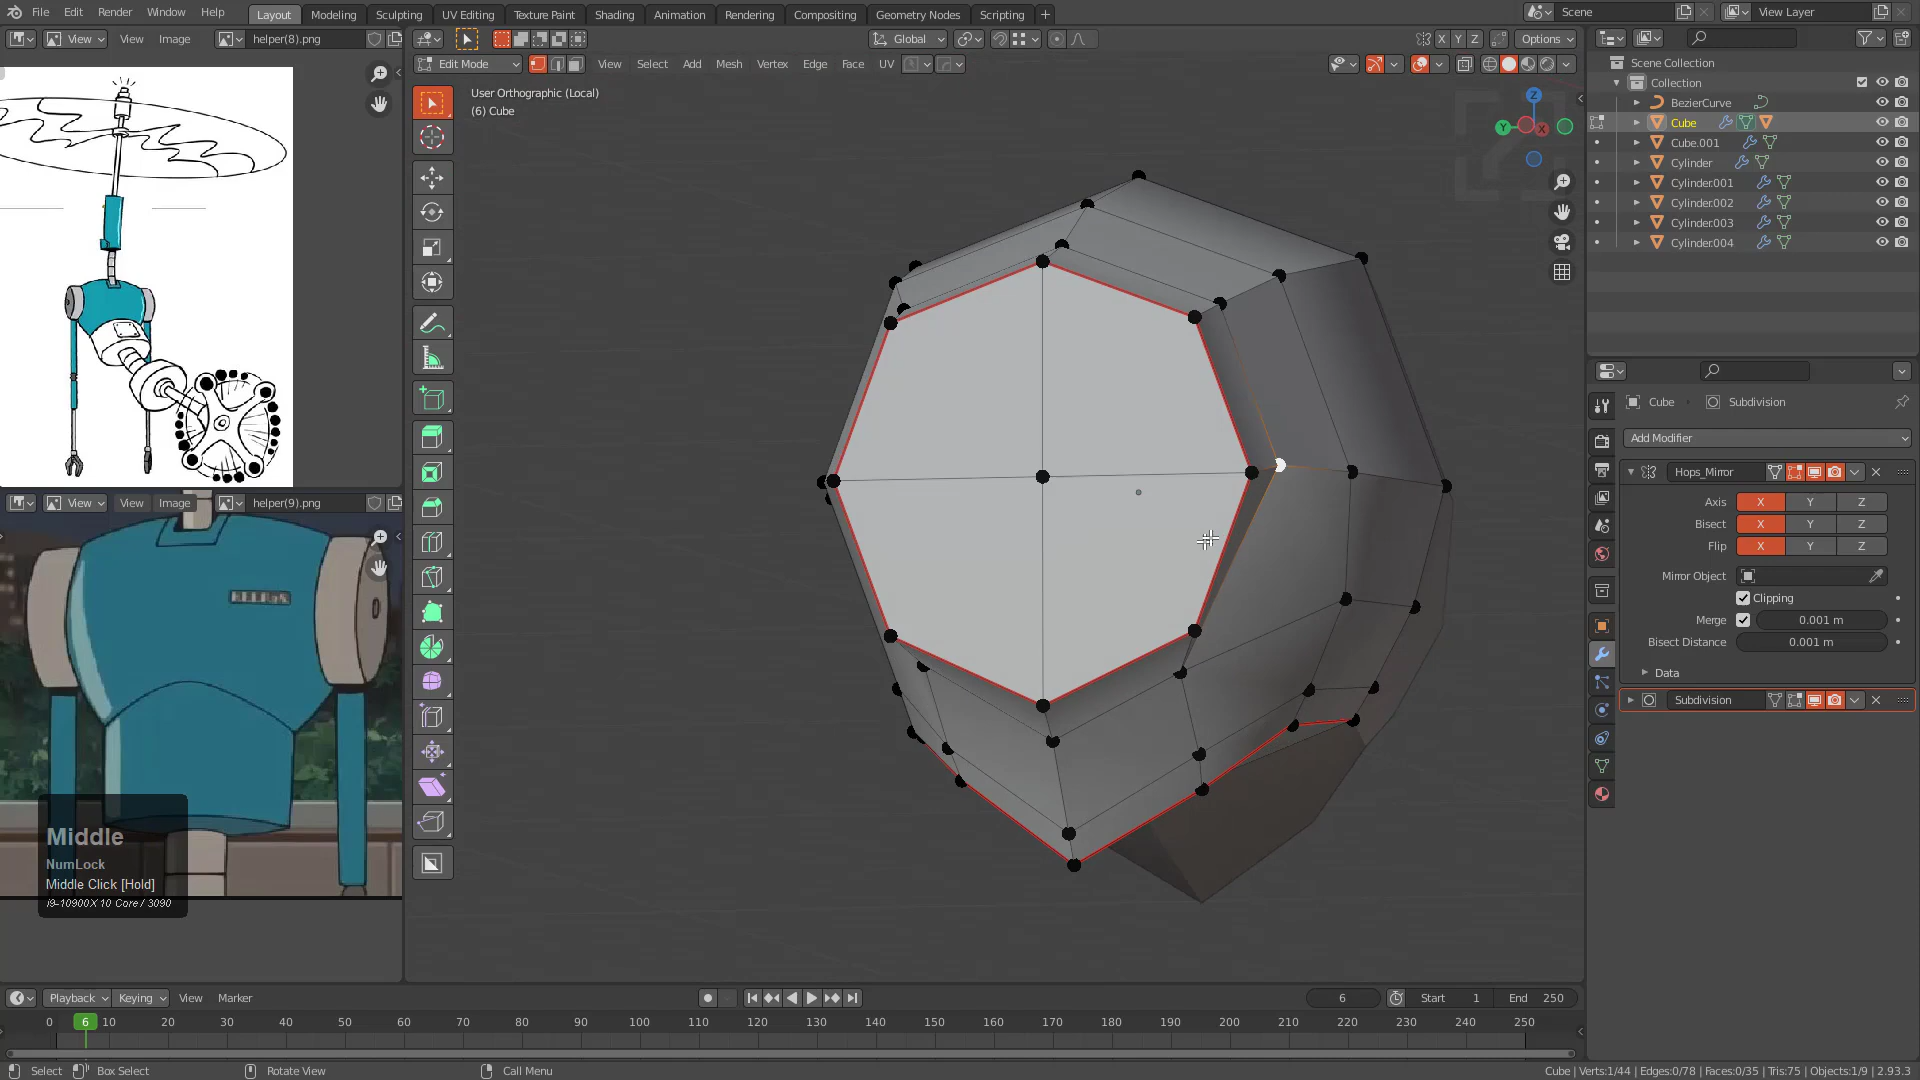 File Edit Render Window Help Layout Modeling Sculpting UV Editing Texture Paint Shading Animation Rendering Compositing Geometry Nodes Scripting + Scene View Layer
View View Image helper(8).png Global X Y Z Options
Edit Mode View Select Add Mesh Vertex Edge Face UV
Scene Collection
Collection
BezierCurve
Cube
Cube.001
Cylinder
Cylinder.001
Cylinder.002
Cylinder.003
Cylinder.004
User Orthographic (Local)
(6) Cube
Z
Y
X
Cube Subdivision
Add Modifier
Hops_Mirror
Axis X Y Z
Bisect X Y Z
Flip X Y Z
Mirror Object
Clipping
Merge 0.001 m
Bisect Distance 0.001 m
Data
Subdivision
View View Image helper(9).png
Middle
NumLock
Middle Click [Hold]
i9-10900X 10 Core / 3090
Playback Keying View Marker 6 Start 1 End 250
0 6 10 20 30 40 50 60 70 80 90 100 110 120 130 140 150 160 170 180 190 200 210 220 230 240 250
Select Box Select Rotate View Call Menu Cube | Verts:1/44 | Edges:0/78 | Faces:0/35 | Tris:75 | Objects:1/9 | 2.93.3